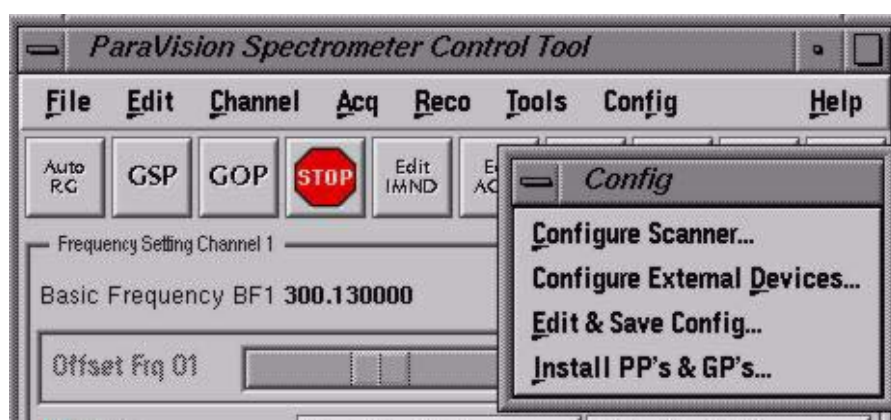 ParaVision Spectrometer Control Tool
File Edit Channel Acq Reco Tools Config Help
Auto RG
GSP
GOP
STOP
Edit IMND
Config
Configure Scanner...
Configure External Devices...
Edit & Save Config...
Install PP's & GP's...
Frequency Setting Channel 1
Basic Frequency BF1 300.130000
Offset Frq O1